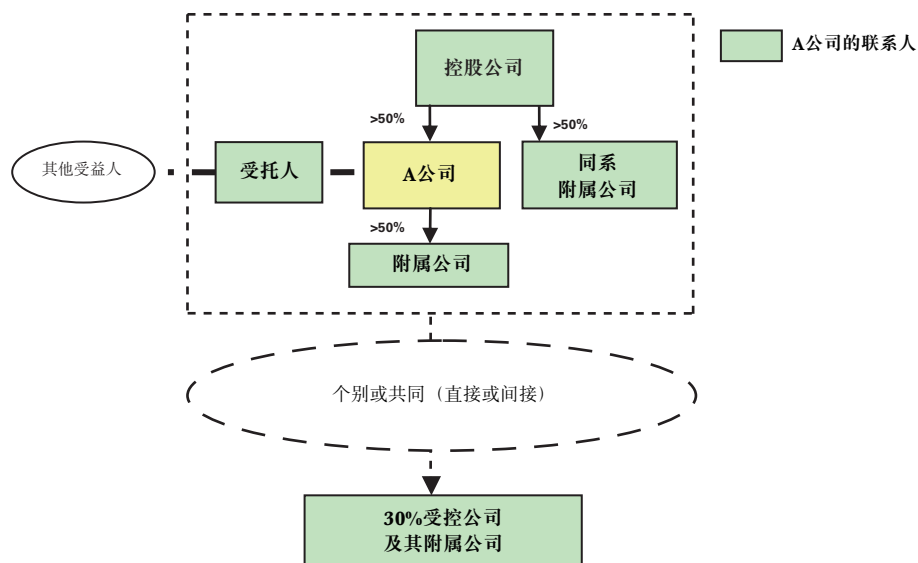 控股公司
A公司的联系人
>50%
>50%
其他受益人
受托人
A公司
同系
附属公司
>50%
附属公司
个别或共同（直接或间接）
30%受控公司
及其附属公司